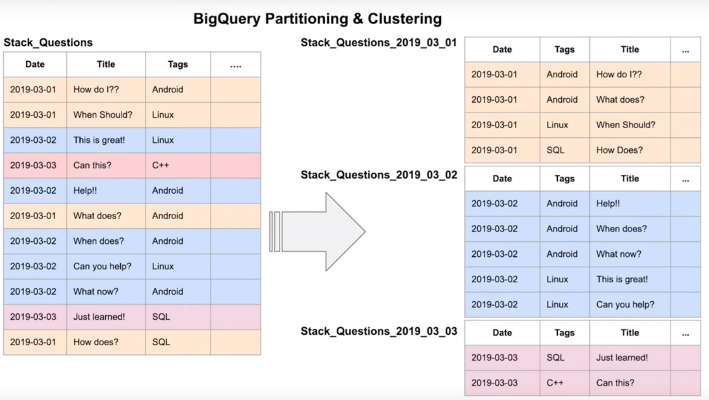 BigQuery Partitioning & Clustering
Stack_Questions
Date Title Tags ....
2019-03-01 How do I?? Android
2019-03-01 When Should? Linux
2019-03-02 This is great! Linux
2019-03-03 Can this? C++
2019-03-02 Help!! Android
2019-03-01 What does? Android
2019-03-02 When does? Android
2019-03-02 Can you help? Linux
2019-03-02 What now? Android
2019-03-03 Just learned! SQL
2019-03-01 How does? SQL
Stack_Questions_2019_03_01
Date Tags Title ...
2019-03-01 Android How do I??
2019-03-01 Android What does?
2019-03-01 Linux When Should?
2019-03-01 SQL How Does?
Stack_Questions_2019_03_02
Date Tags Title ...
2019-03-02 Android Help!!
2019-03-02 Android When does?
2019-03-02 Android What now?
2019-03-02 Linux This is great!
2019-03-02 Linux Can you help?
Stack_Questions_2019_03_03
Date Tags Title ...
2019-03-03 SQL Just learned!
2019-03-03 C++ Can this?